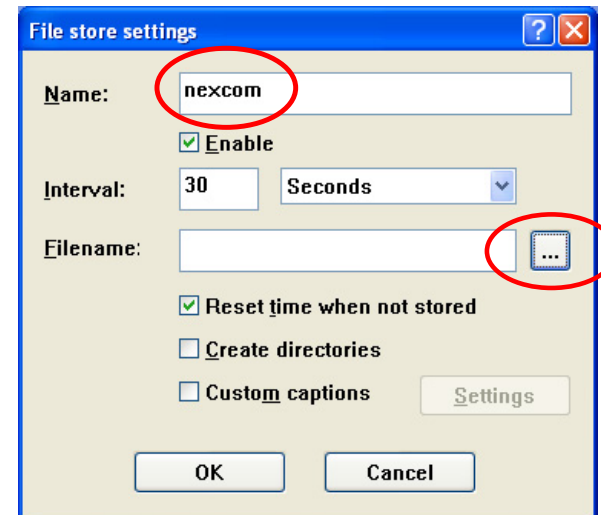 File store settings
Name: nexcom
Enable
Interval: 30 Seconds
Filename: ...
Reset time when not stored
Create directories
Custom captions Settings
OK Cancel